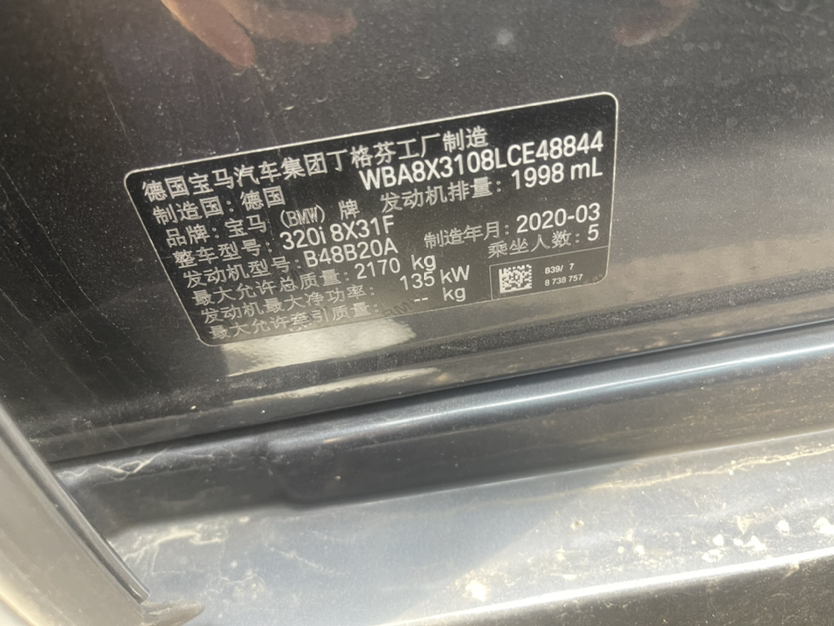 德国宝马汽车集团丁格芬工厂制造
制造国：德国 WBA8X3108LCE48844
品牌：宝马 (BMW) 牌 发动机排量：1998 mL
整车型号：320i 8X31F
发动机型号：B48B20A 制造年月：2020-03
最大允许总质量：2170 kg 乘坐人数：5
发动机最大净功率：135 kW
最大允许牵引质量：-- kg
B39/ 7
8 738 757